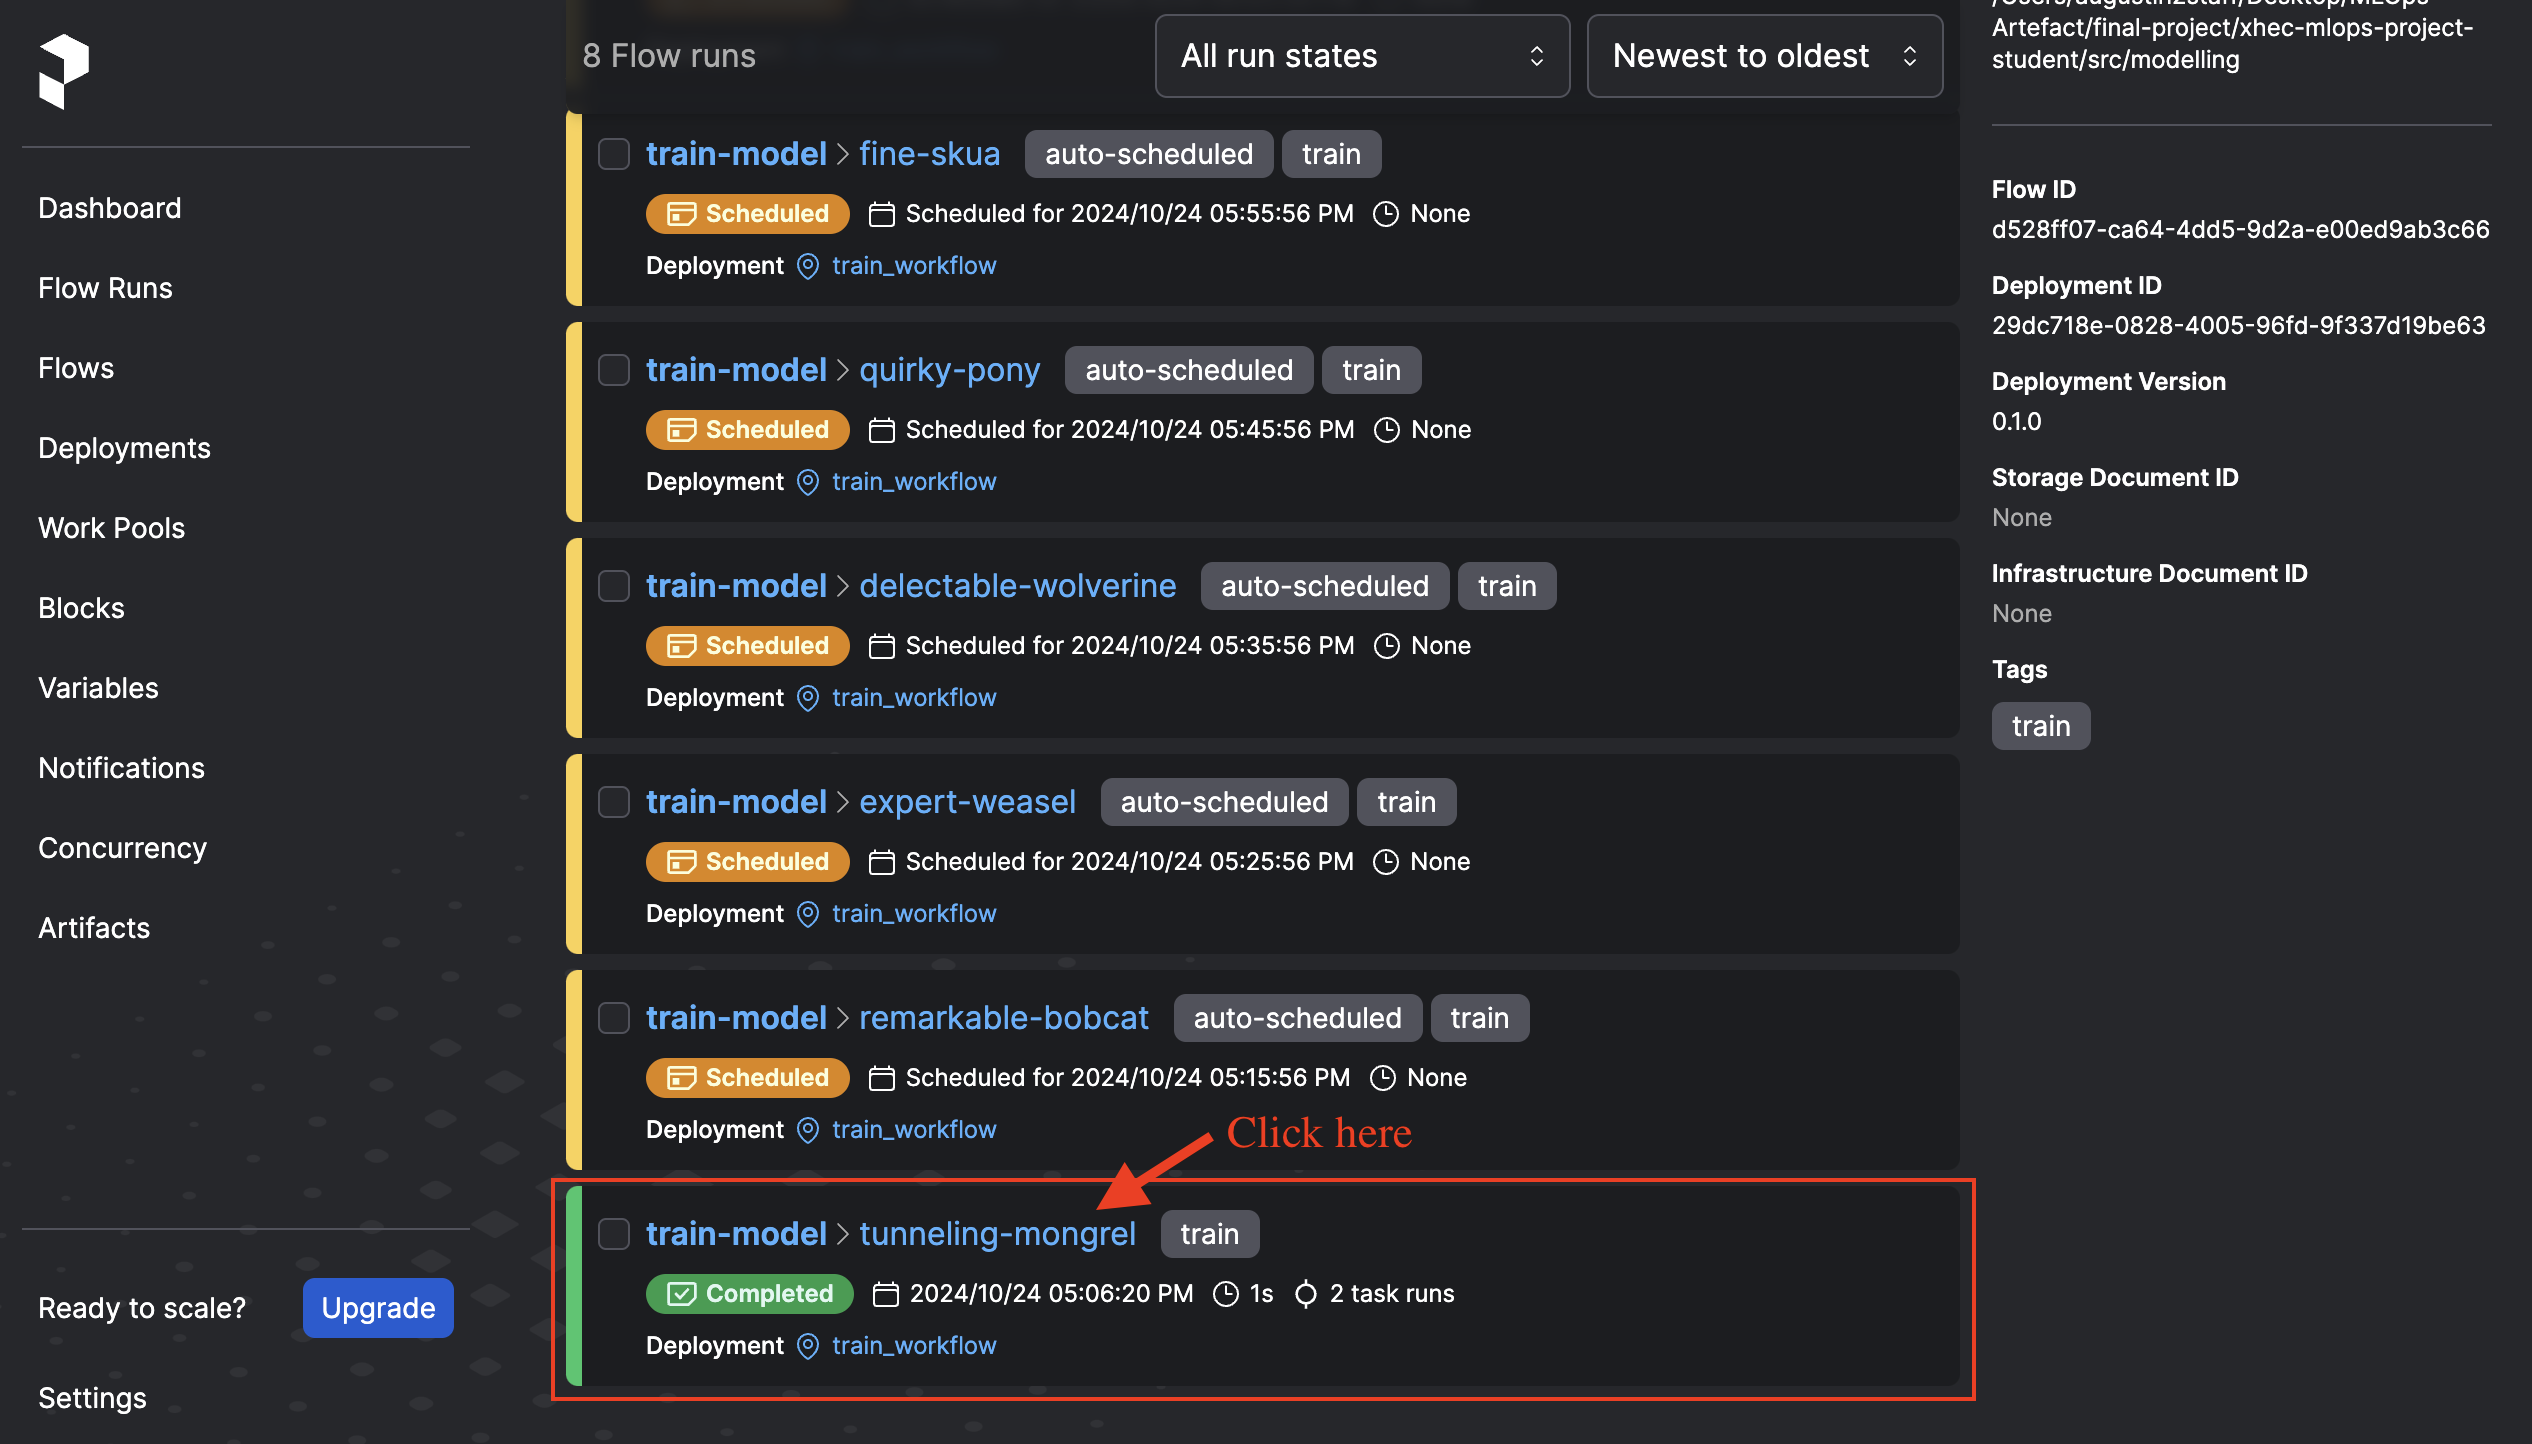 Dashboard
Flow Runs
Flows
Deployments
Work Pools
Blocks
Variables
Notifications
Concurrency
Artifacts
Ready to scale?
Upgrade
Settings
8 Flow runs
All run states
Newest to oldest
train-model > fine-skua auto-scheduled train
Scheduled Scheduled for 2024/10/24 05:55:56 PM None
Deployment train_workflow
train-model > quirky-pony auto-scheduled train
Scheduled Scheduled for 2024/10/24 05:45:56 PM None
Deployment train_workflow
train-model > delectable-wolverine auto-scheduled train
Scheduled Scheduled for 2024/10/24 05:35:56 PM None
Deployment train_workflow
train-model > expert-weasel auto-scheduled train
Scheduled Scheduled for 2024/10/24 05:25:56 PM None
Deployment train_workflow
train-model > remarkable-bobcat auto-scheduled train
Scheduled Scheduled for 2024/10/24 05:15:56 PM None
Deployment train_workflow
Click here
train-model > tunneling-mongrel train
Completed 2024/10/24 05:06:20 PM 1s 2 task runs
Deployment train_workflow
Artefact/final-project/xhec-mlops-project-
student/src/modelling
Flow ID
d528ff07-ca64-4dd5-9d2a-e00ed9ab3c66
Deployment ID
29dc718e-0828-4005-96fd-9f337d19be63
Deployment Version
0.1.0
Storage Document ID
None
Infrastructure Document ID
None
Tags
train